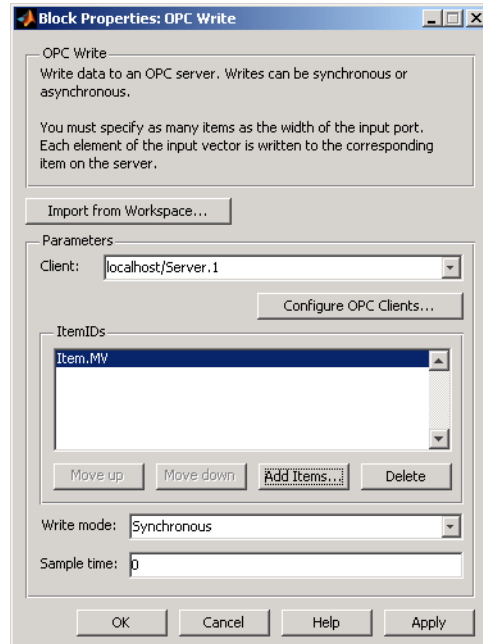 Block Properties: OPC Write
OPC Write
Write data to an OPC server. Writes can be synchronous or
asynchronous.
You must specify as many items as the width of the input port.
Each element of the input vector is written to the corresponding
item on the server.
Import from Workspace...
Parameters
Client: localhost/Server.1
Configure OPC Clients...
ItemIDs
Item.MV
Move up Move down Add Items... Delete
Write mode: Synchronous
Sample time: 0
OK Cancel Help Apply